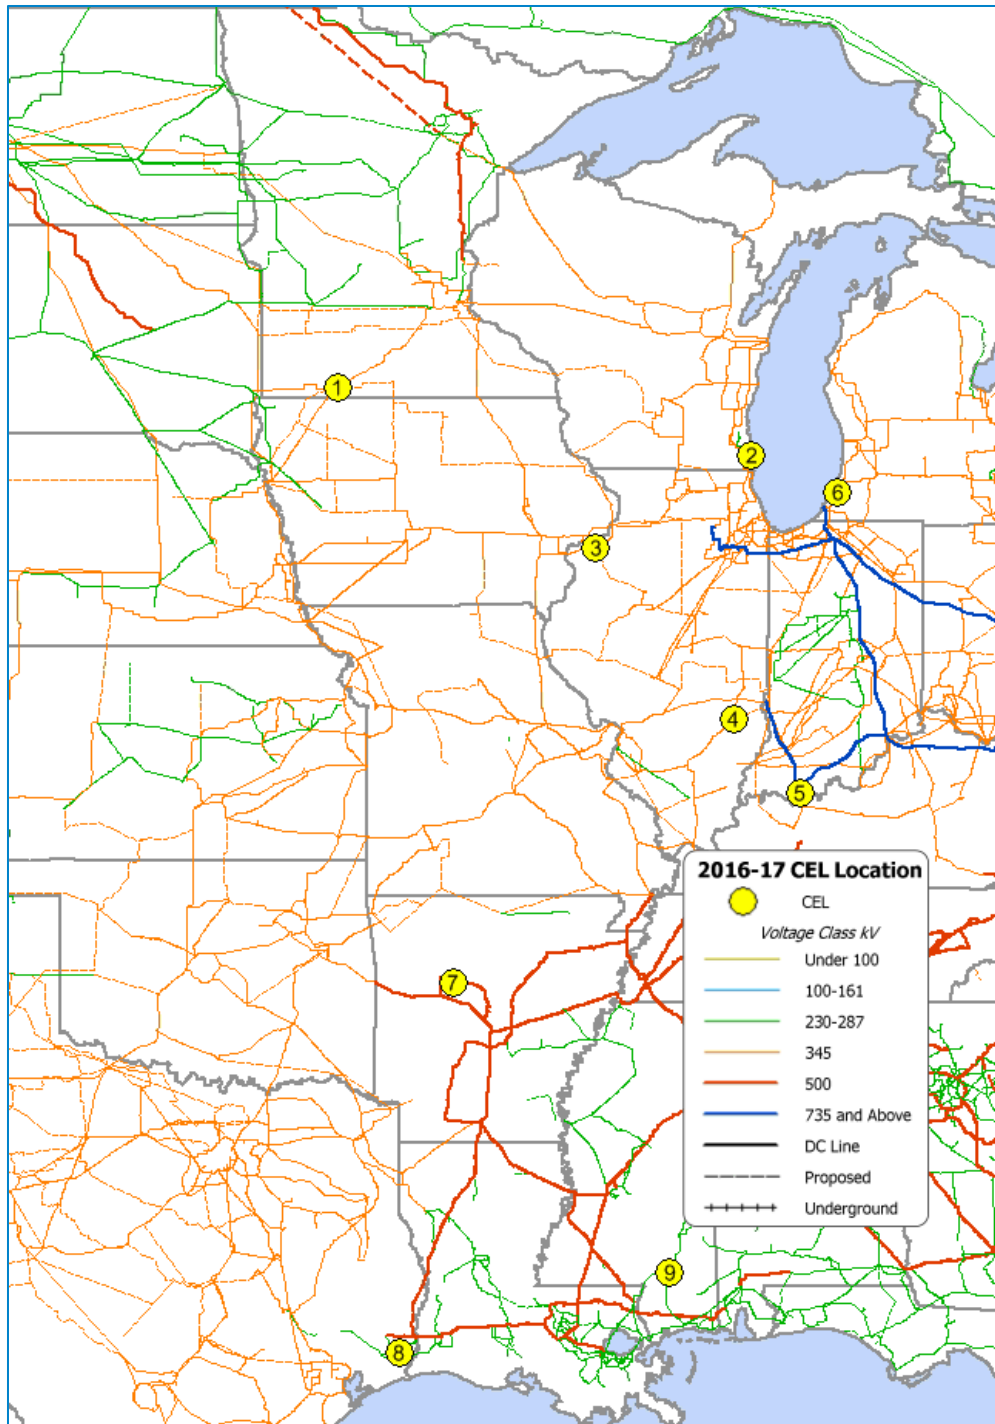 1
2
6
3
4
5
2016-17 CEL Location
CEL
Voltage Class kV
Under 100
100-161
230-287
345
500
735 and Above
DC Line
Proposed
Underground
7
9
8